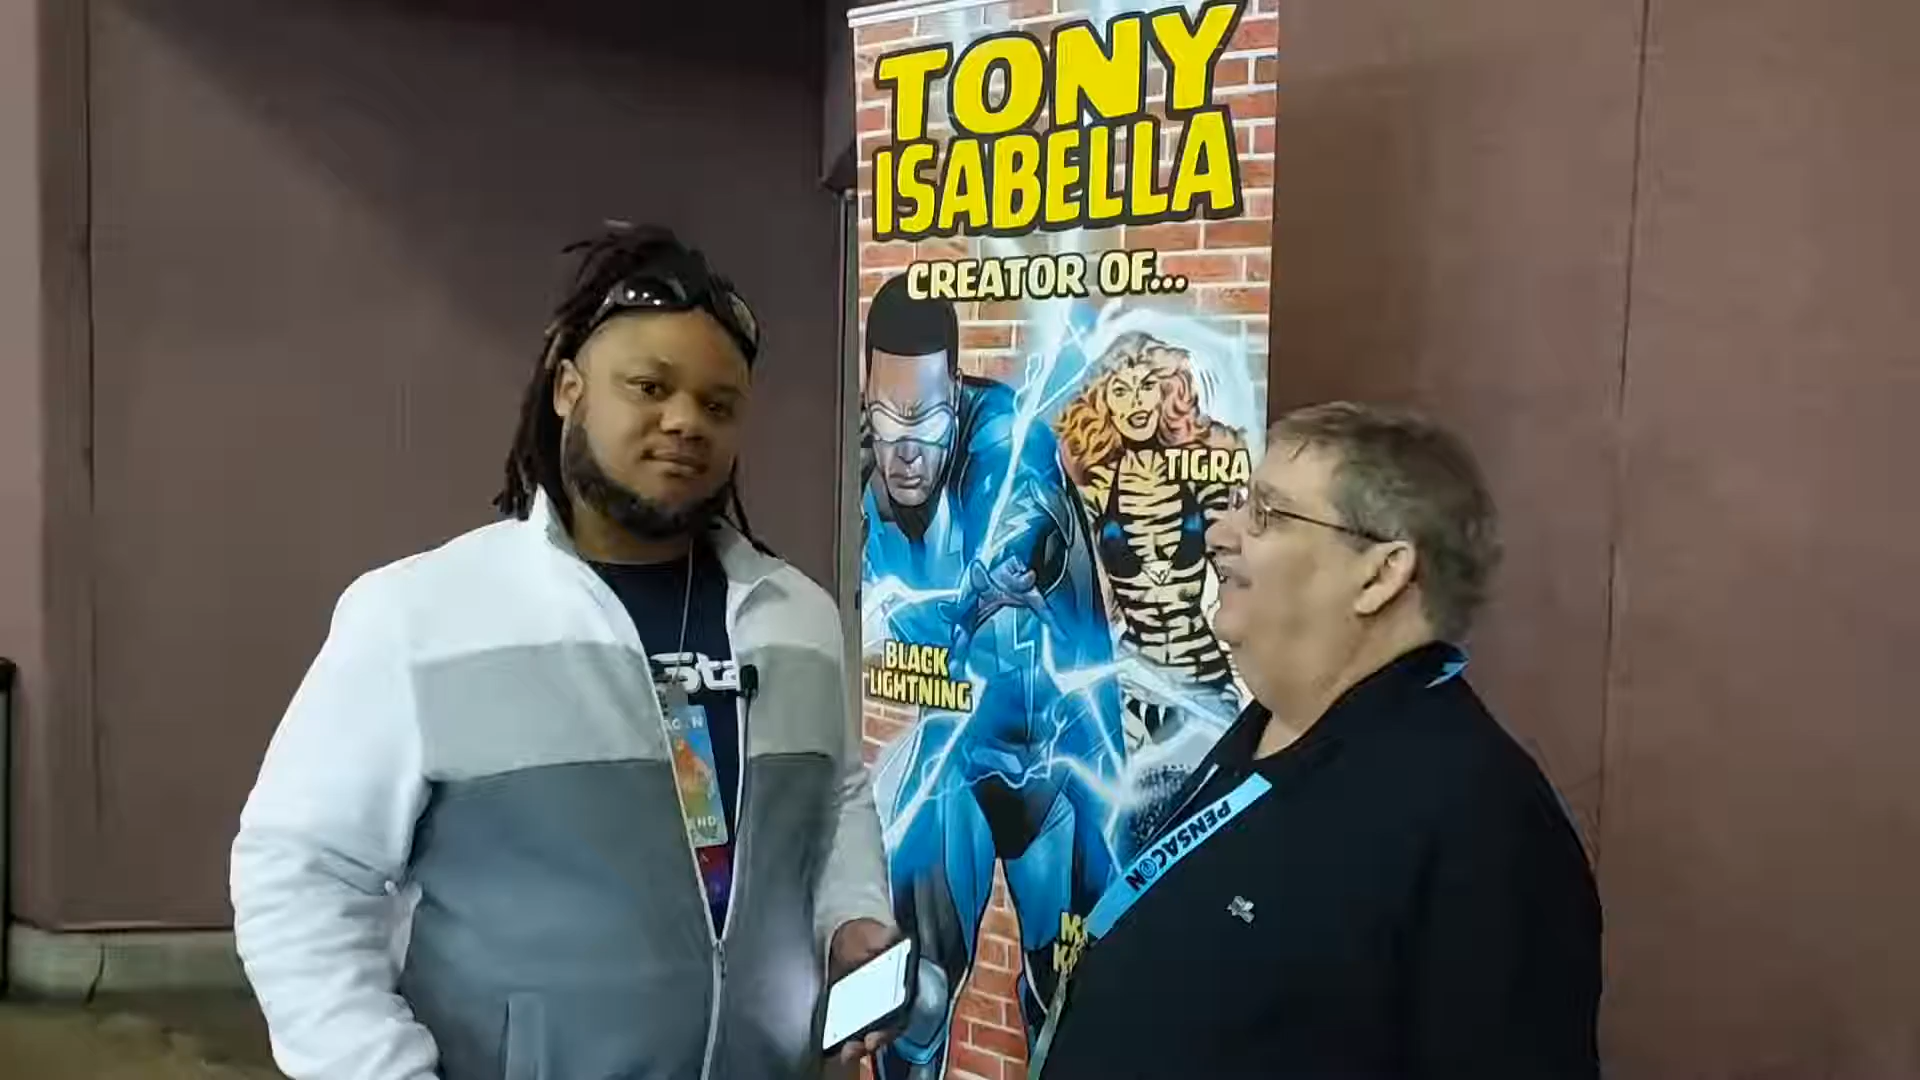 TONY
ISABELLA
CREATOR OF...
TIGRA
BLACK
LIGHTNING
PENSACON